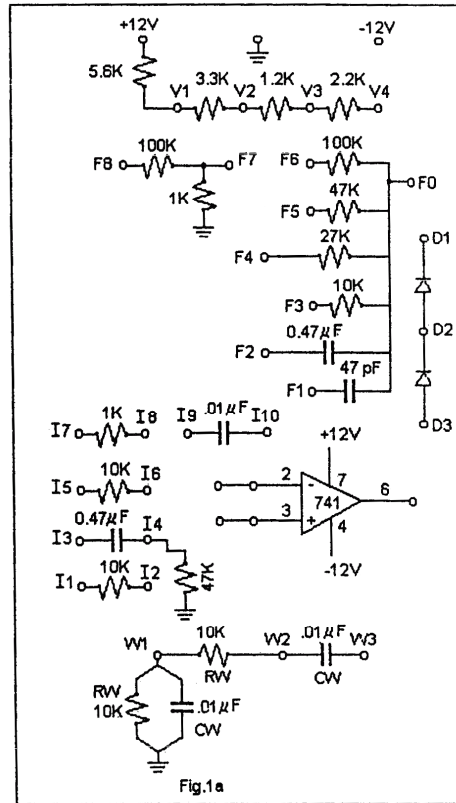 +12V -12V
5.6K
V1 3.3K V2 1.2K V3 2.2K V4
F8 100K F7 F6 100K
F0
1K F5 47K
F4 27K D1
F3 10K
0.47µF
F2 D2
47 pF
F1
D3
I7 1K I8 I9 .01µF I10
+12V
I5 10K I6 2 - 7 6
741
0.47µF 3 + 4
I3 I4
-12V
10K 47K
I1 I2
W1 10K W2 .01µF W3
RW CW
RW
10K .01µF
CW
Fig.1a